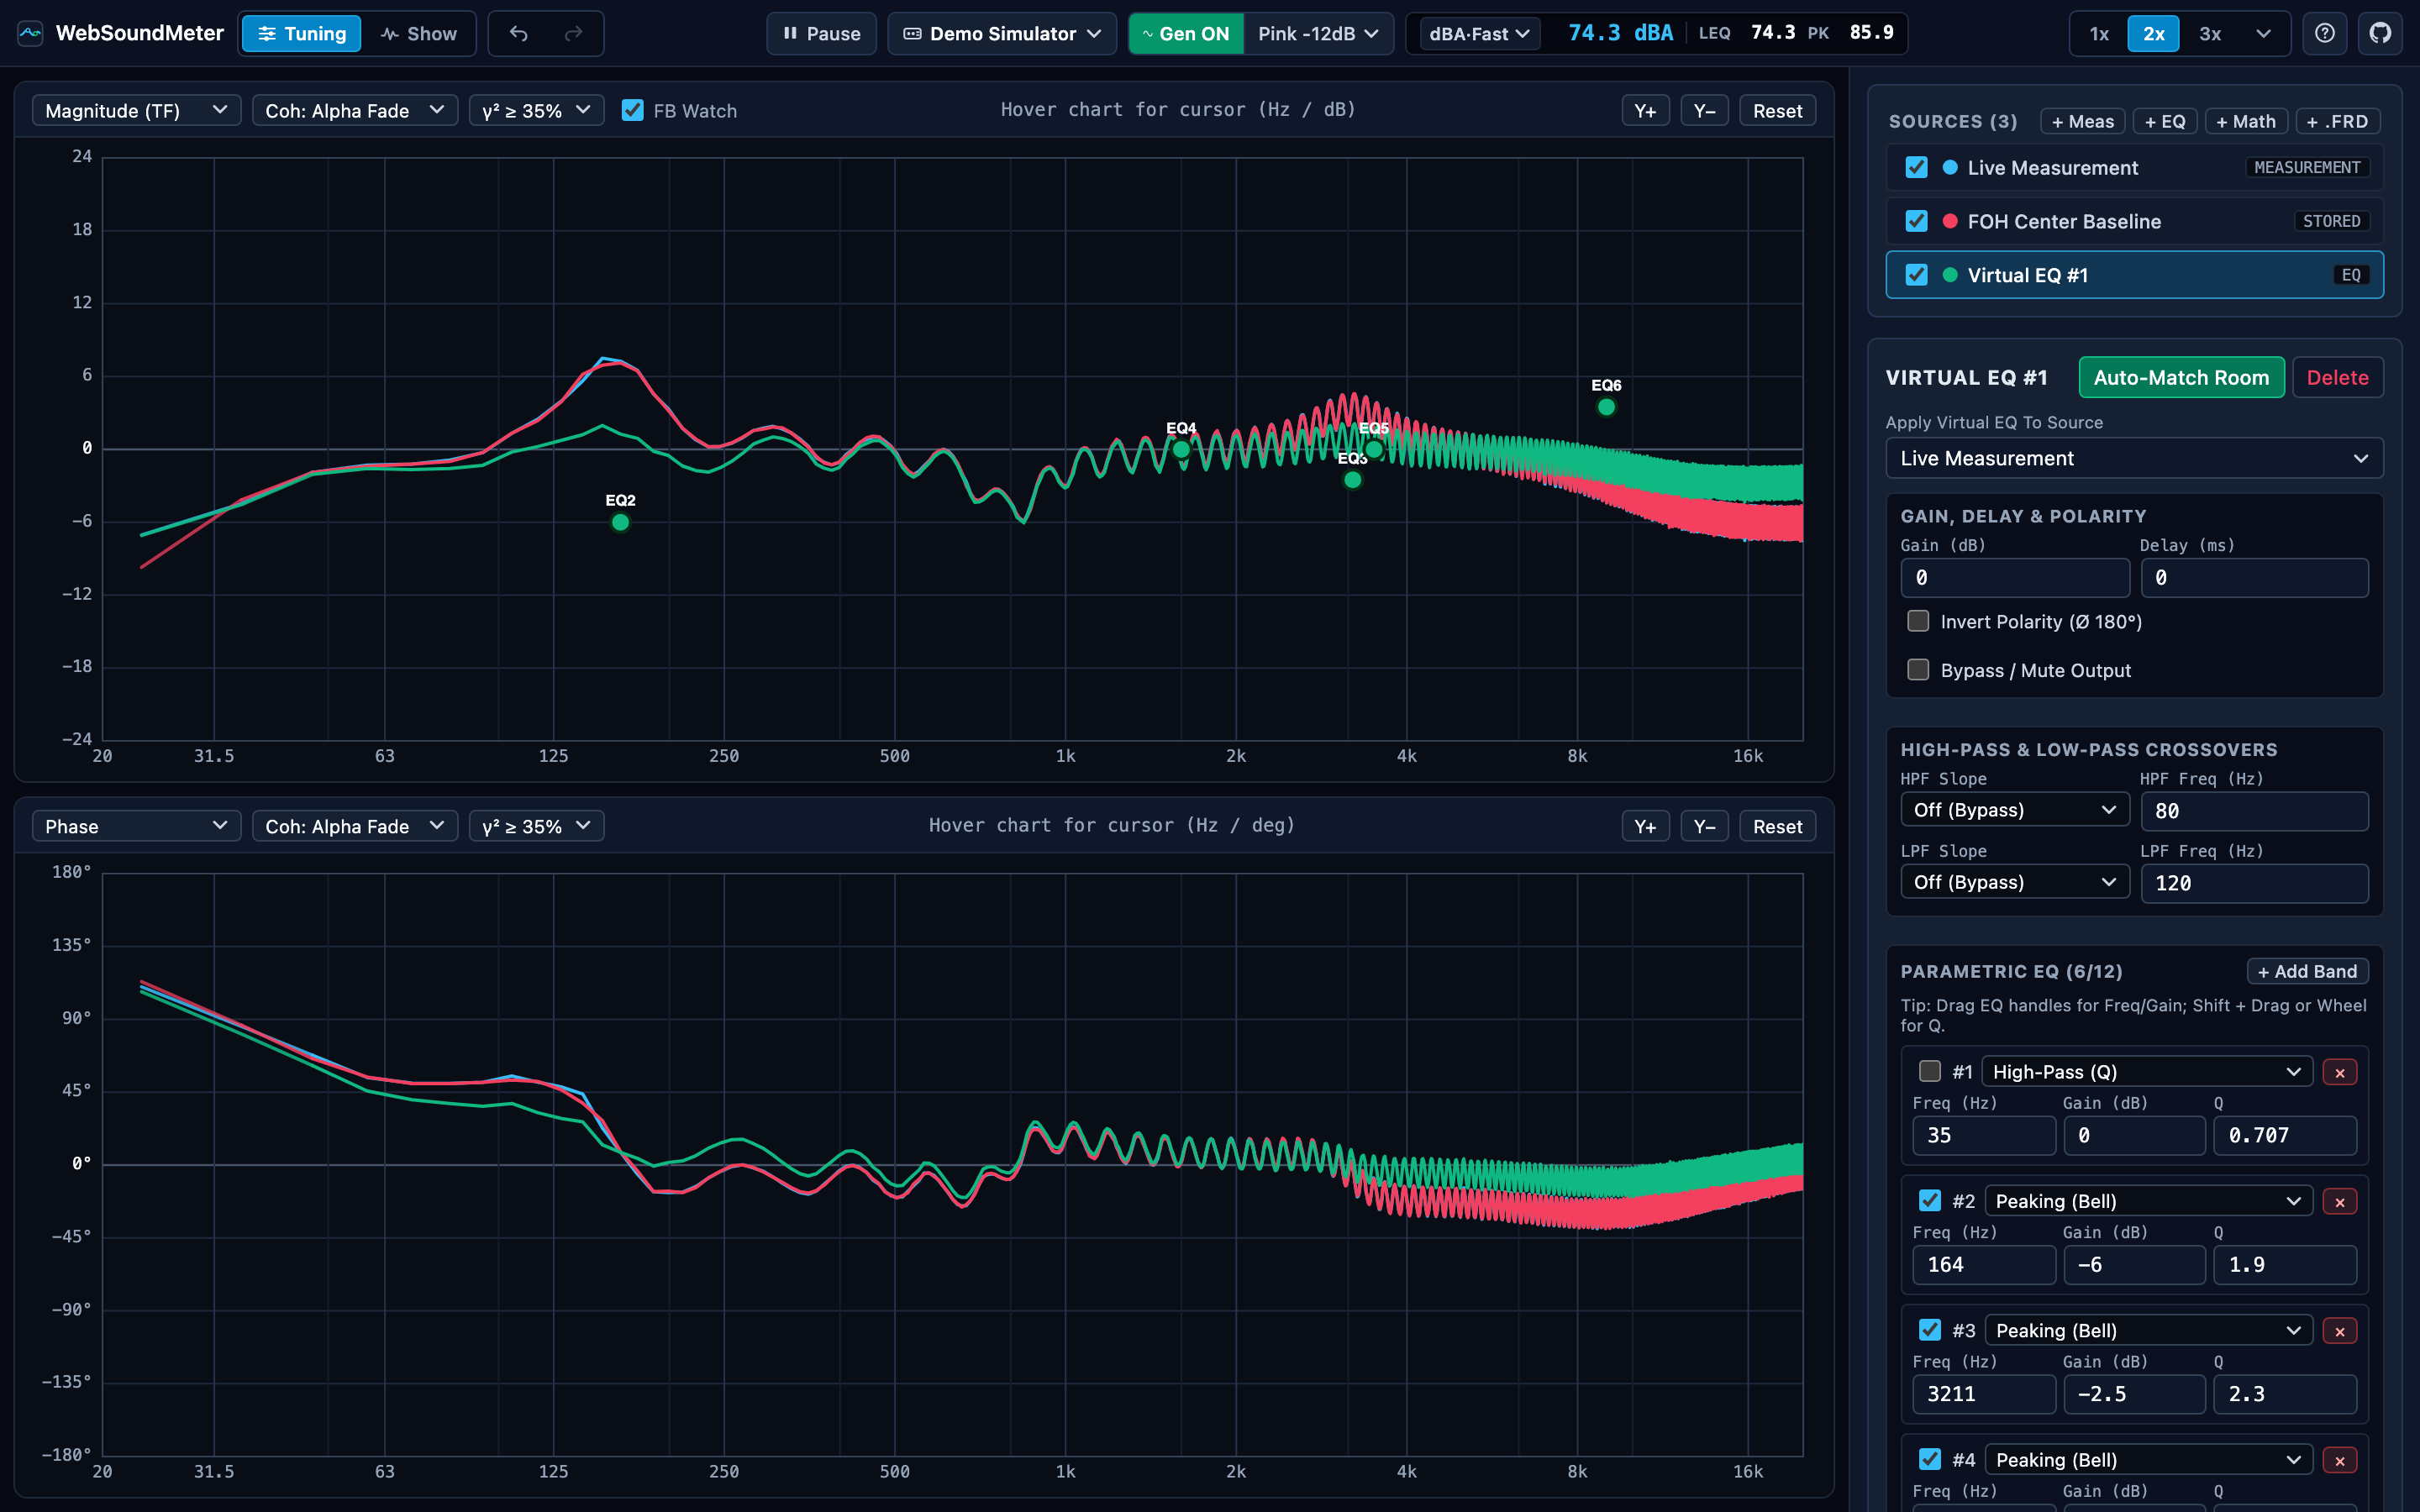 WebSoundMeter Tuning Show Pause Demo Simulator ~ Gen ON Pink -12dB dBA·Fast 74.3 dBA LEQ 74.3 PK 85.9 1x 2x 3x
Magnitude (TF) Coh: Alpha Fade γ² ≥ 35% FB Watch Hover chart for cursor (Hz / dB) Y+ Y− Reset
24
18
12
6
0
−6
−12
−18
−24
EQ2
EQ4
EQ5
EQ3
EQ6
20 31.5 63 125 250 500 1k 2k 4k 8k 16k
Phase Coh: Alpha Fade γ² ≥ 35% Hover chart for cursor (Hz / deg) Y+ Y− Reset
180°
135°
90°
45°
0°
−45°
−90°
−135°
−180°
20 31.5 63 125 250 500 1k 2k 4k 8k 16k
SOURCES (3) + Meas + EQ + Math + .FRD
Live Measurement MEASUREMENT
FOH Center Baseline STORED
Virtual EQ #1 EQ
VIRTUAL EQ #1 Auto-Match Room Delete
Apply Virtual EQ To Source
Live Measurement
GAIN, DELAY & POLARITY
Gain (dB) Delay (ms)
0 0
Invert Polarity (Ø 180°)
Bypass / Mute Output
HIGH-PASS & LOW-PASS CROSSOVERS
HPF Slope HPF Freq (Hz)
Off (Bypass) 80
LPF Slope LPF Freq (Hz)
Off (Bypass) 120
PARAMETRIC EQ (6/12) + Add Band
Tip: Drag EQ handles for Freq/Gain; Shift + Drag or Wheel
for Q.
#1 High-Pass (Q) ×
Freq (Hz) Gain (dB) Q
35 0 0.707
#2 Peaking (Bell) ×
Freq (Hz) Gain (dB) Q
164 −6 1.9
#3 Peaking (Bell) ×
Freq (Hz) Gain (dB) Q
3211 −2.5 2.3
#4 Peaking (Bell) ×
Freq (Hz) Gain (dB) Q